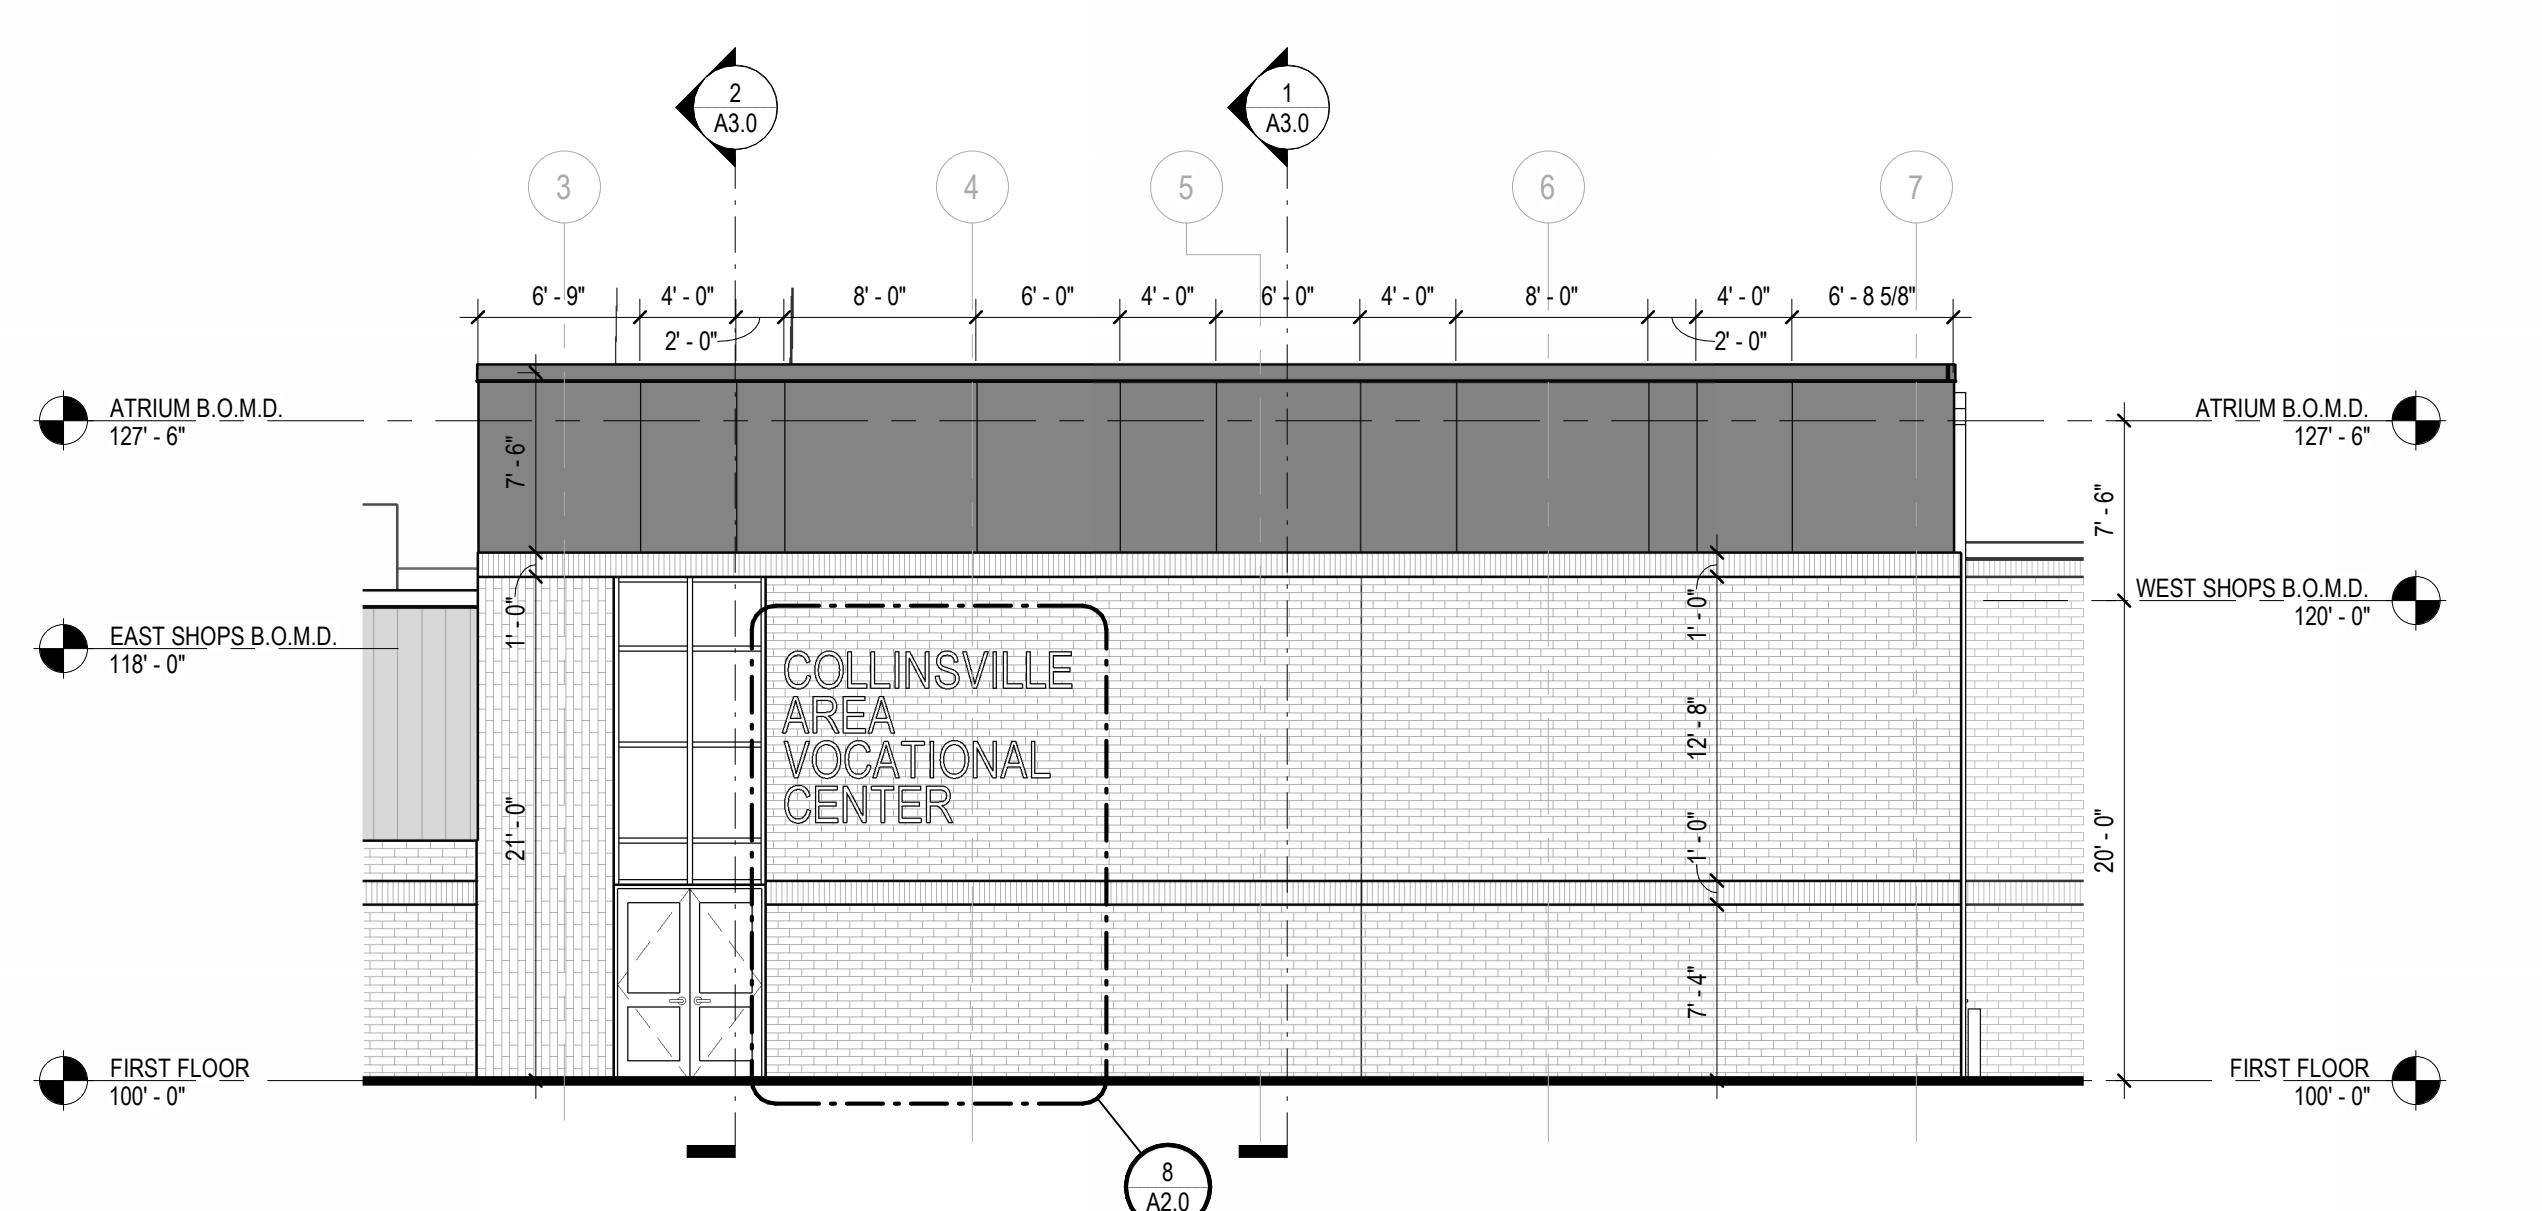 2
A3.0
1
A3.0
3
4
5
6
7
6' - 9"
4' - 0"
8' - 0"
6' - 0"
4' - 0"
6' - 0"
4' - 0"
8' - 0"
4' - 0"
6' - 8 5/8"
2' - 0"
2' - 0"
ATRIUM B.O.M.D.
127' - 6"
ATRIUM B.O.M.D.
127' - 6"
7' - 6"
7' - 6"
WEST SHOPS B.O.M.D.
120' - 0"
EAST SHOPS B.O.M.D.
118' - 0"
1' - 0"
1' - 0"
COLLINSVILLE
AREA
VOCATIONAL
CENTER
12' - 8"
21' - 0"
1' - 0"
20' - 0"
7' - 4"
FIRST FLOOR
100' - 0"
FIRST FLOOR
100' - 0"
8
A2.0